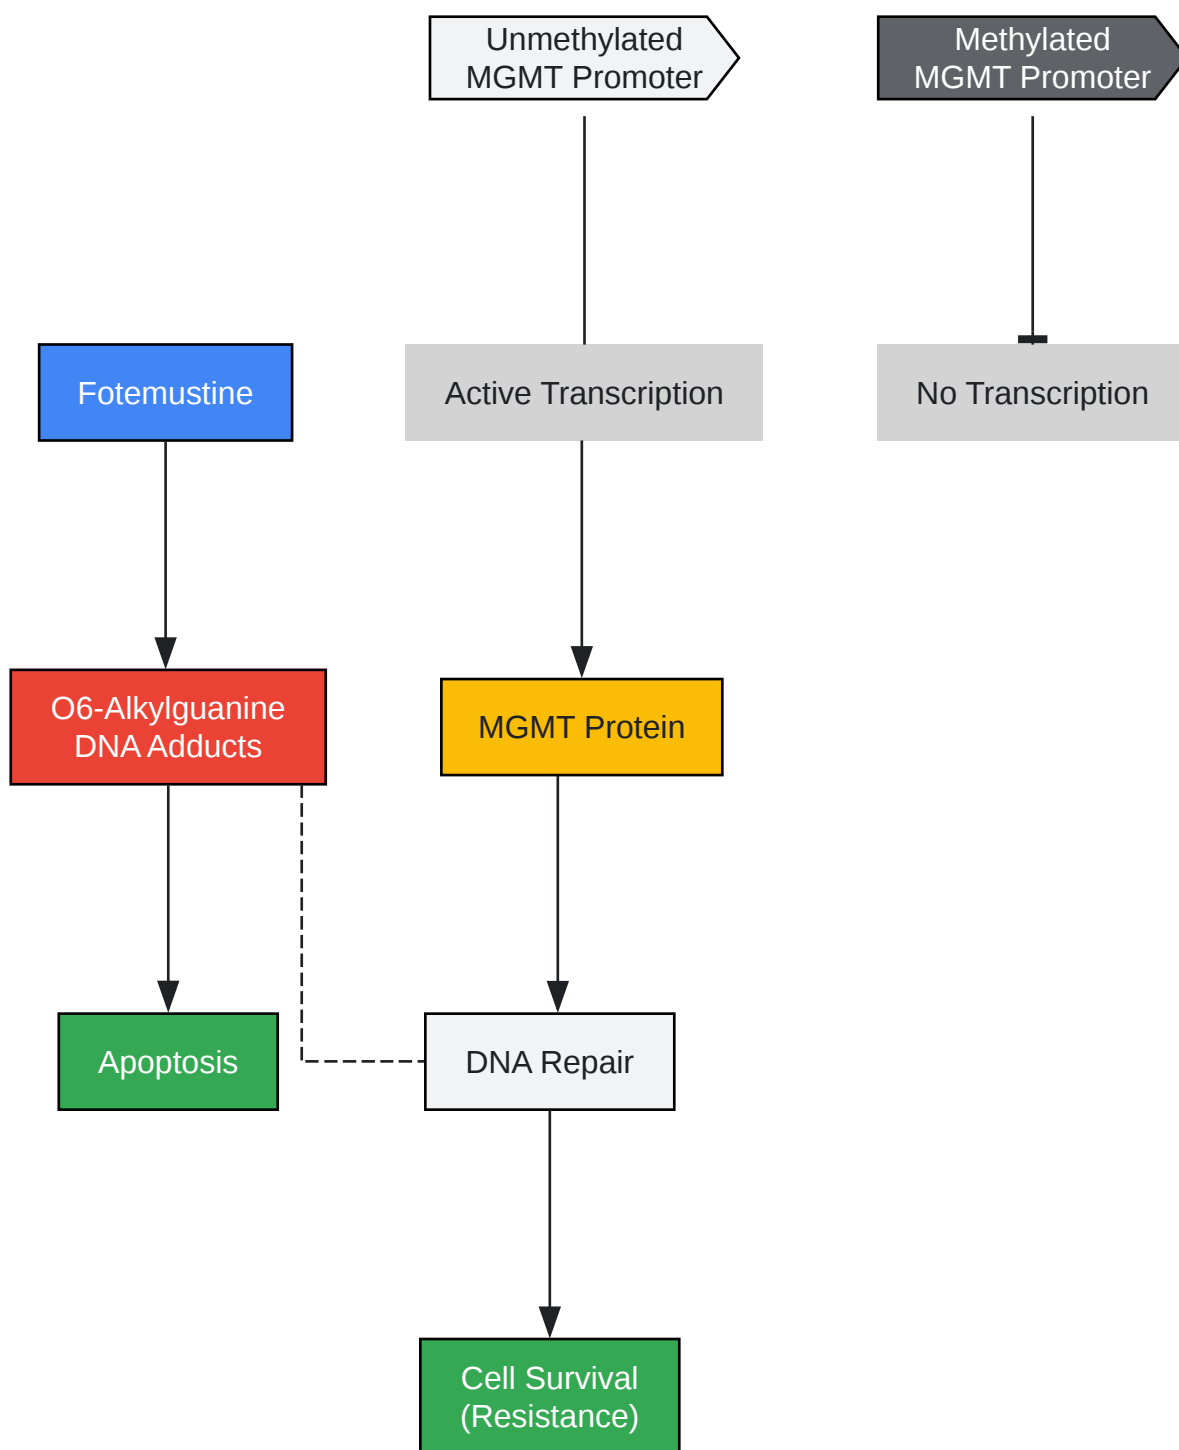 Unmethylated
MGMT Promoter
Methylated
MGMT Promoter
Fotemustine
Active Transcription
No Transcription
O6-Alkylguanine
DNA Adducts
MGMT Protein
Apoptosis
DNA Repair
Cell Survival
(Resistance)